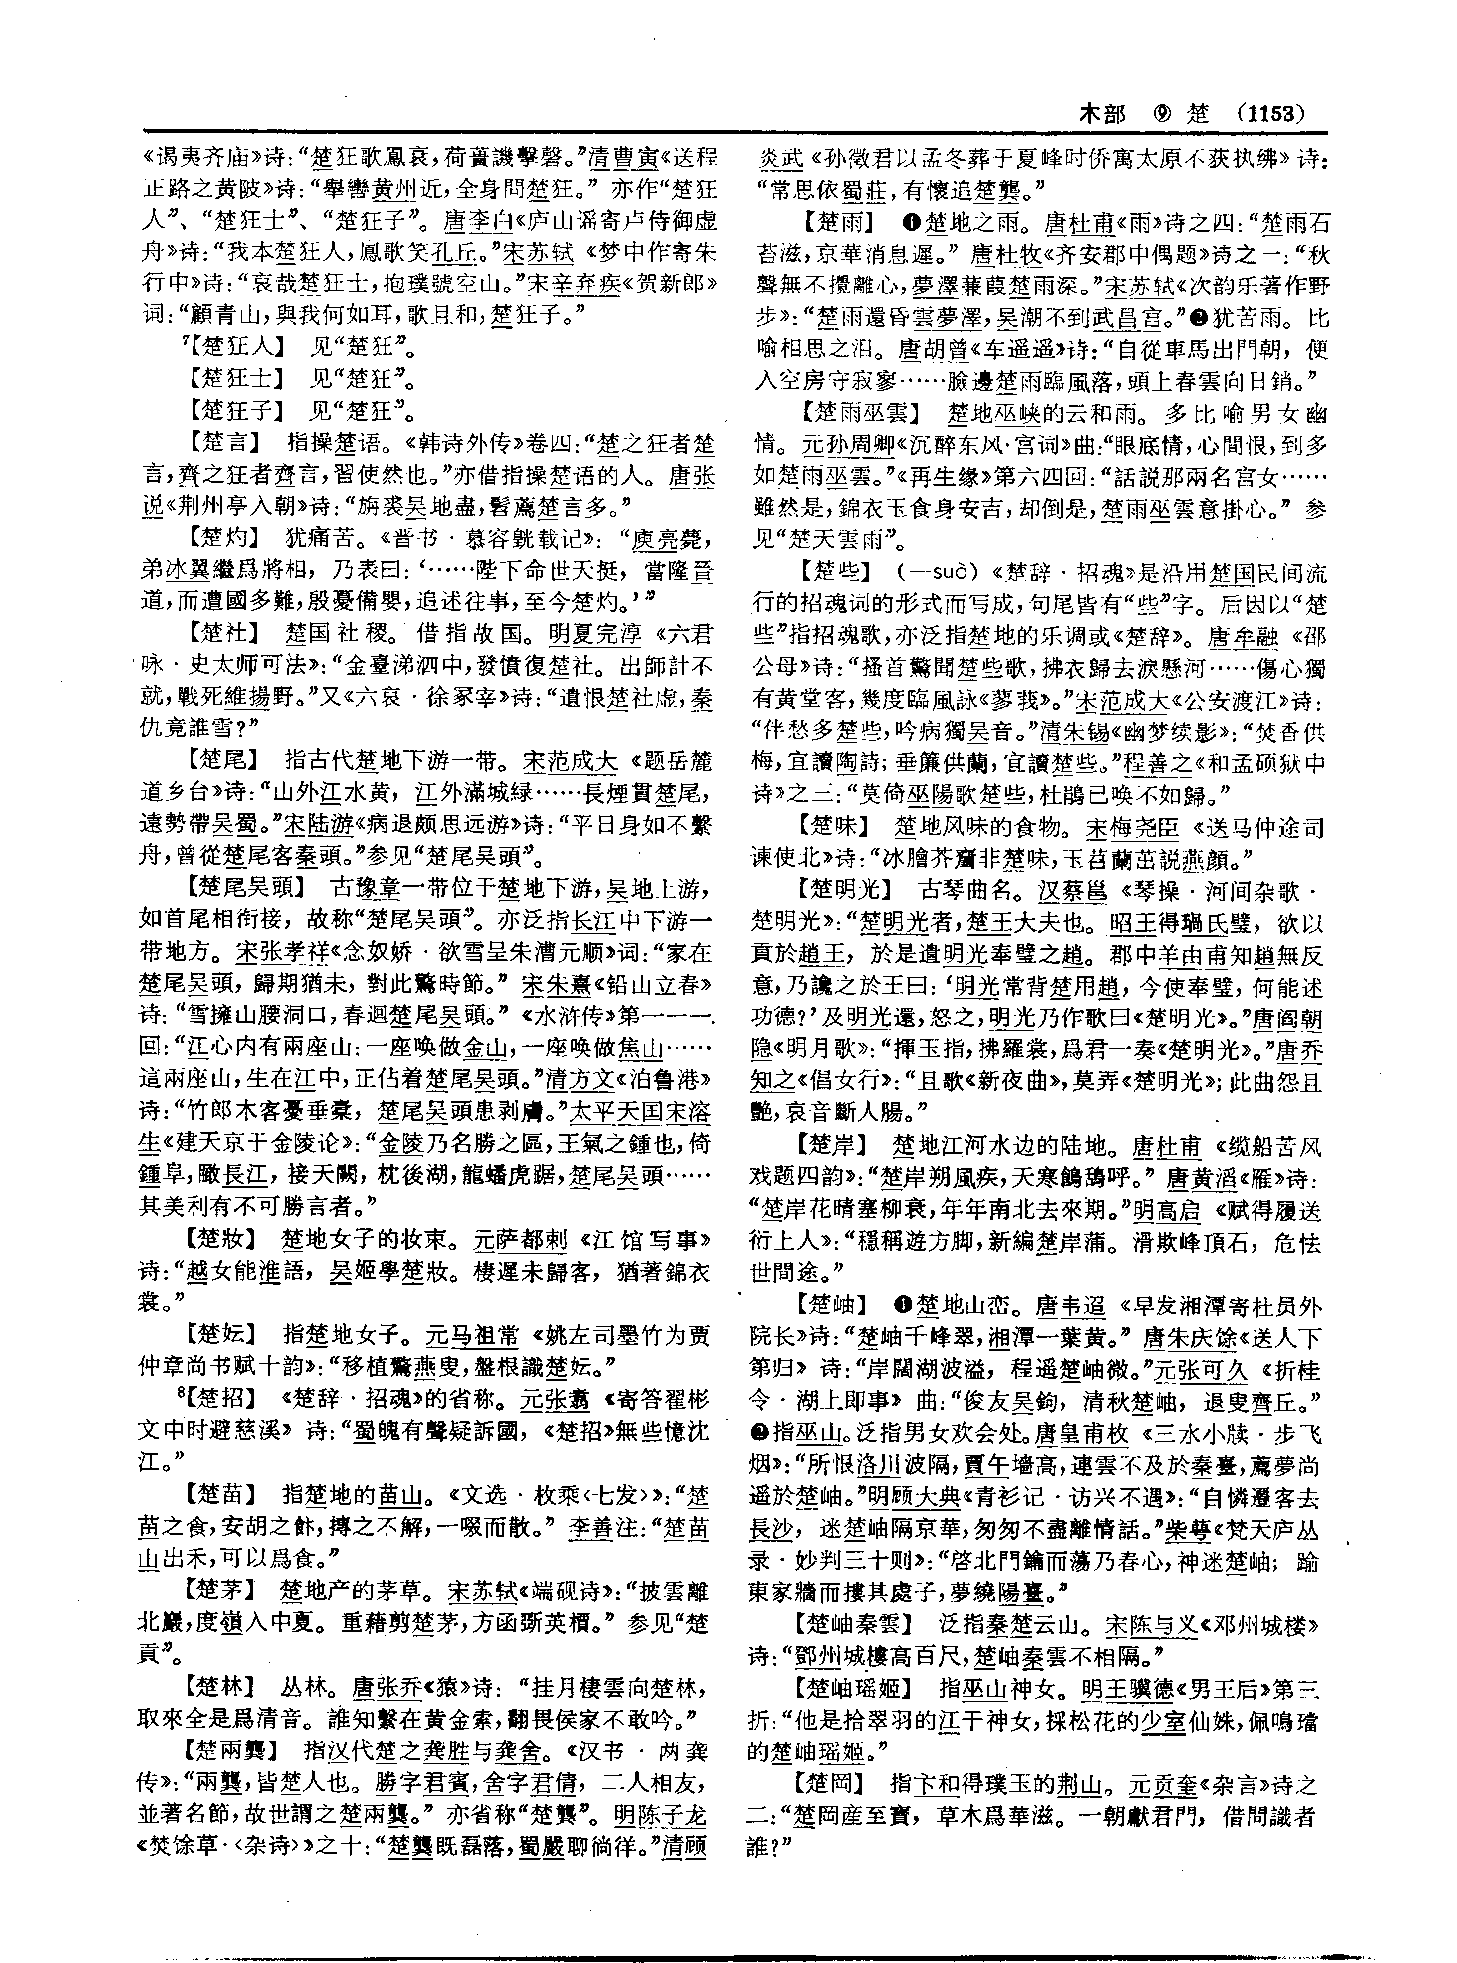 木部 ⑨ 楚 (1153)
《谒夷齐庙》诗:“楚狂歌鳳衰,荷蕢譏擊磬。”清曹寅《送程
正路之黄陂》诗:“舉轡黄州近,全身問楚狂。” 亦作“楚狂
人”、“楚狂士”、“楚狂子”。 唐李白《庐山谣寄卢侍御虚
舟》诗:“我本楚狂人,鳳歌笑孔丘。”宋苏轼《梦中作寄朱
行中》诗:“哀哉楚狂士,抱璞號空山。”宋辛弃疾《贺新郎》
词:“顧青山,與我何如耳,歌且和,楚狂子。”
7【楚狂人】 见“楚狂”。
【楚狂士】 见“楚狂”。
【楚狂子】 见“楚狂”。
【楚言】 指操楚语。《韩诗外传》卷四:“楚之狂者楚
言,齊之狂者齊言,習使然也。”亦借指操楚语的人。 唐张
说《荆州亭入朝》诗:“旃裘吴地盡,髫薦楚言多。”
【楚灼】 犹痛苦。《晋书·慕容皝载记》: “庾亮薨,
弟冰翼繼爲將相, 乃表曰:‘……陛下命世天挺, 當隆晋
道,而遭國多難,殷憂備嬰,追述往事,至今楚灼。’”
【楚社】 楚国社稷。 借指故国。 明夏完淳《六君
咏·史太师可法》:“金臺涕泗中,發憤復楚社。 出師計不
就,戰死維揚野。”又《六哀·徐冢宰》诗:“遺恨楚社虚,秦
仇竟誰雪?”
【楚尾】 指古代楚地下游一带。 宋范成大《题岳麓
道乡台》诗:“山外江水黄, 江外滿城緑……長煙貫楚尾,
遠勢帶吴蜀。”宋陆游《病退颇思远游》诗:“平日身如不繫
舟,曾從楚尾客秦頭。”参见“楚尾吴頭”。
【楚尾吴頭】 古豫章一带位于楚地下游,吴地上游,
如首尾相衔接, 故称“楚尾吴頭”。 亦泛指长江中下游一
带地方。 宋张孝祥《念奴娇·欲雪呈朱漕元顺》词:“家在
楚尾吴頭, 歸期猶未, 對此驚時節。” 宋朱熹《铅山立春》
诗:“雪擁山腰洞口,春迴楚尾吴頭。”《水浒传》第一一一
回:“江心内有兩座山:一座唤做金山,一座唤做焦山……
這兩座山,生在江中,正佔着楚尾吴頭。”清方文《泊鲁港》
诗:“竹郎木客憂垂橐, 楚尾吴頭患剥膚。”太平天囯宋溶
生《建天京于金陵论》:“金陵乃名勝之區,王氣之鍾也,倚
鍾阜,瞰長江, 接天闕, 枕後湖,龍蟠虎踞,楚尾吴頭……
其美利有不可勝言者。”
【楚妝】 楚地女子的妆束。 元萨都剌《江馆写事》
诗:“越女能淮語, 吴姬學楚妝。 棲遲未歸客, 猶著錦衣
裳。”
【楚妘】 指楚地女子。 元马祖常《姚左司墨竹为贾
仲章尚书赋十韵》:“移植驚燕叟,盤根識楚妘。”
8【楚招】《楚辞·招魂》的省称。 元张翥《寄答翟彬
文中时避慈溪》诗:“蜀魄有聲疑訴國, 《楚招》無些憶沈
江。”
【楚苗】 指楚地的苗山。《文选·枚乘〈七发〉》:“楚
苗之食,安胡之飰,摶之不解,一啜而散。” 李善注:“楚苗
山出禾,可以爲食。”
【楚茅】 楚地产的茅草。 宋苏轼《端砚诗》:“披雲離
北巖,度嶺入中夏。 重藉剪楚茅,方函斲英檟。” 参见“楚
貢”。
【楚林】 丛林。 唐张乔《猿》诗: “挂月棲雲向楚林,
取來全是爲清音。 誰知繫在黄金索,翻畏侯家不敢吟。”
【楚兩龔】 指汉代楚之龚胜与龚舍。《汉书·两龚
传》:“兩龔,皆楚人也。 勝字君賓,舍字君倩, 二人相友,
並著名節,故世謂之楚兩龔。” 亦省称“楚龔”。 明陈子龙
《焚馀草·〈杂诗〉》之十:“楚龔既磊落,蜀嚴聊徜徉。”清顾
炎武《孙徵君以孟冬葬于夏峰时侨寓太原不获执绋》诗:
“常思依蜀莊,有懷追楚龔。”
【楚雨】 ❶楚地之雨。 唐杜甫《雨》诗之四:“楚雨石
苔滋,京華消息遲。” 唐杜牧《齐安郡中偶题》诗之一:“秋
聲無不攪離心,夢澤蒹葭楚雨深。”宋苏轼《次韵乐著作野
步》:“楚雨還昏雲夢澤,吴潮不到武昌宫。”❷犹苦雨。 比
喻相思之泪。 唐胡曾《车遥遥》诗:“自從車馬出門朝, 便
入空房守寂寥……臉邊楚雨臨風落,頭上春雲向日銷。”
【楚雨巫雲】 楚地巫峡的云和雨。 多比喻男女幽
情。 元孙周卿《沉醉东风·宫词》曲:“眼底情,心間恨,到多
如楚雨巫雲。”《再生缘》第六四回:“話説那兩名宫女……
雖然是,錦衣玉食身安吉,却倒是,楚雨巫雲意掛心。” 参
见“楚天雲雨”。
【楚些】 (—suò)《楚辞·招魂》是沿用楚国民间流
行的招魂词的形式而写成,句尾皆有“些”字。 后因以“楚
些”指招魂歌,亦泛指楚地的乐调或《楚辞》。 唐牟融《邵
公母》诗:“搔首驚聞楚些歌,拂衣歸去淚懸河……傷心獨
有黄堂客,幾度臨風詠《蓼莪》。”宋范成大《公安渡江》诗:
“伴愁多楚些,吟病獨吴音。”清朱锡《幽梦续影》:“焚香供
梅,宜讀陶詩;垂簾供蘭,宜讀楚些。”程善之《和孟硕狱中
诗》之三:“莫倚巫陽歌楚些,杜鵑已唤不如歸。”
【楚味】 楚地风味的食物。 宋梅尧臣《送马仲途司
谏使北》诗:“冰膾芥虀非楚味,玉苕蘭茁説燕顔。”
【楚明光】 古琴曲名。 汉蔡邕《琴操·河间杂歌·
楚明光》:“楚明光者,楚王大夫也。 昭王得㻎氏璧, 欲以
貢於趙王, 於是遣明光奉璧之趙。 郡中羊由甫知趙無反
意,乃讒之於王曰:‘明光常背楚用趙, 今使奉璧, 何能述
功德?’及明光還,怒之,明光乃作歌曰《楚明光》。”唐阎朝
隐《明月歌》:“揮玉指,拂羅裳,爲君一奏《楚明光》。”唐乔
知之《倡女行》:“且歌《新夜曲》,莫弄《楚明光》;此曲怨且
艷,哀音斷人腸。”
【楚岸】 楚地江河水边的陆地。 唐杜甫《缆船苦风
戏题四韵》:“楚岸朔風疾,天寒鶬鴰呼。” 唐黄滔《雁》诗:
“楚岸花晴塞柳衰,年年南北去來期。”明高启《赋得履送
衍上人》:“穩稱遊方脚,新編楚岸蒲。 滑欺峰頂石, 危怯
世間途。”
【楚岫】 ❶楚地山峦。 唐韦迢《早发湘潭寄杜员外
院长》诗:“楚岫千峰翠,湘潭一葉黄。” 唐朱庆馀《送人下
第归》诗:“岸闊湖波溢, 程遥楚岫微。”元张可久《折桂
令·湖上即事》曲:“俊友吴鉤, 清秋楚岫, 退叟齊丘。”
❷指巫山。泛指男女欢会处。唐皇甫枚《三水小牍·步飞
烟》:“所恨洛川波隔,賈午墻高,連雲不及於秦臺,薦夢尚
遥於楚岫。”明顾大典《青衫记·访兴不遇》:“自憐遷客去
長沙, 迷楚岫隔京華,匆匆不盡離情話。”柴萼《梵天庐丛
录·妙判三十则》:“啓北門鑰而蕩乃春心,神迷楚岫; 踰
東家牆而摟其處子,夢繞陽臺。”
【楚岫秦雲】 泛指秦楚云山。 宋陈与义《邓州城楼》
诗:“鄧州城樓高百尺,楚岫秦雲不相隔。”
【楚岫瑶姬】 指巫山神女。 明王骥德《男王后》第三
折:“他是拾翠羽的江干神女,採松花的少室仙姝,佩鳴璫
的楚岫瑶姬。”
【楚岡】 指卞和得璞玉的荆山。 元贡奎《杂言》诗之
二:“楚岡産至寶, 草木爲華滋。 一朝獻君門, 借問識者
誰?”